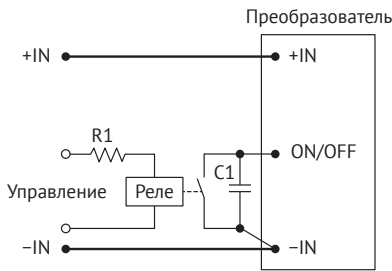 Преобразователь
+IN
+IN
R1
ON/OFF
C1
Управление
Реле
−IN
−IN